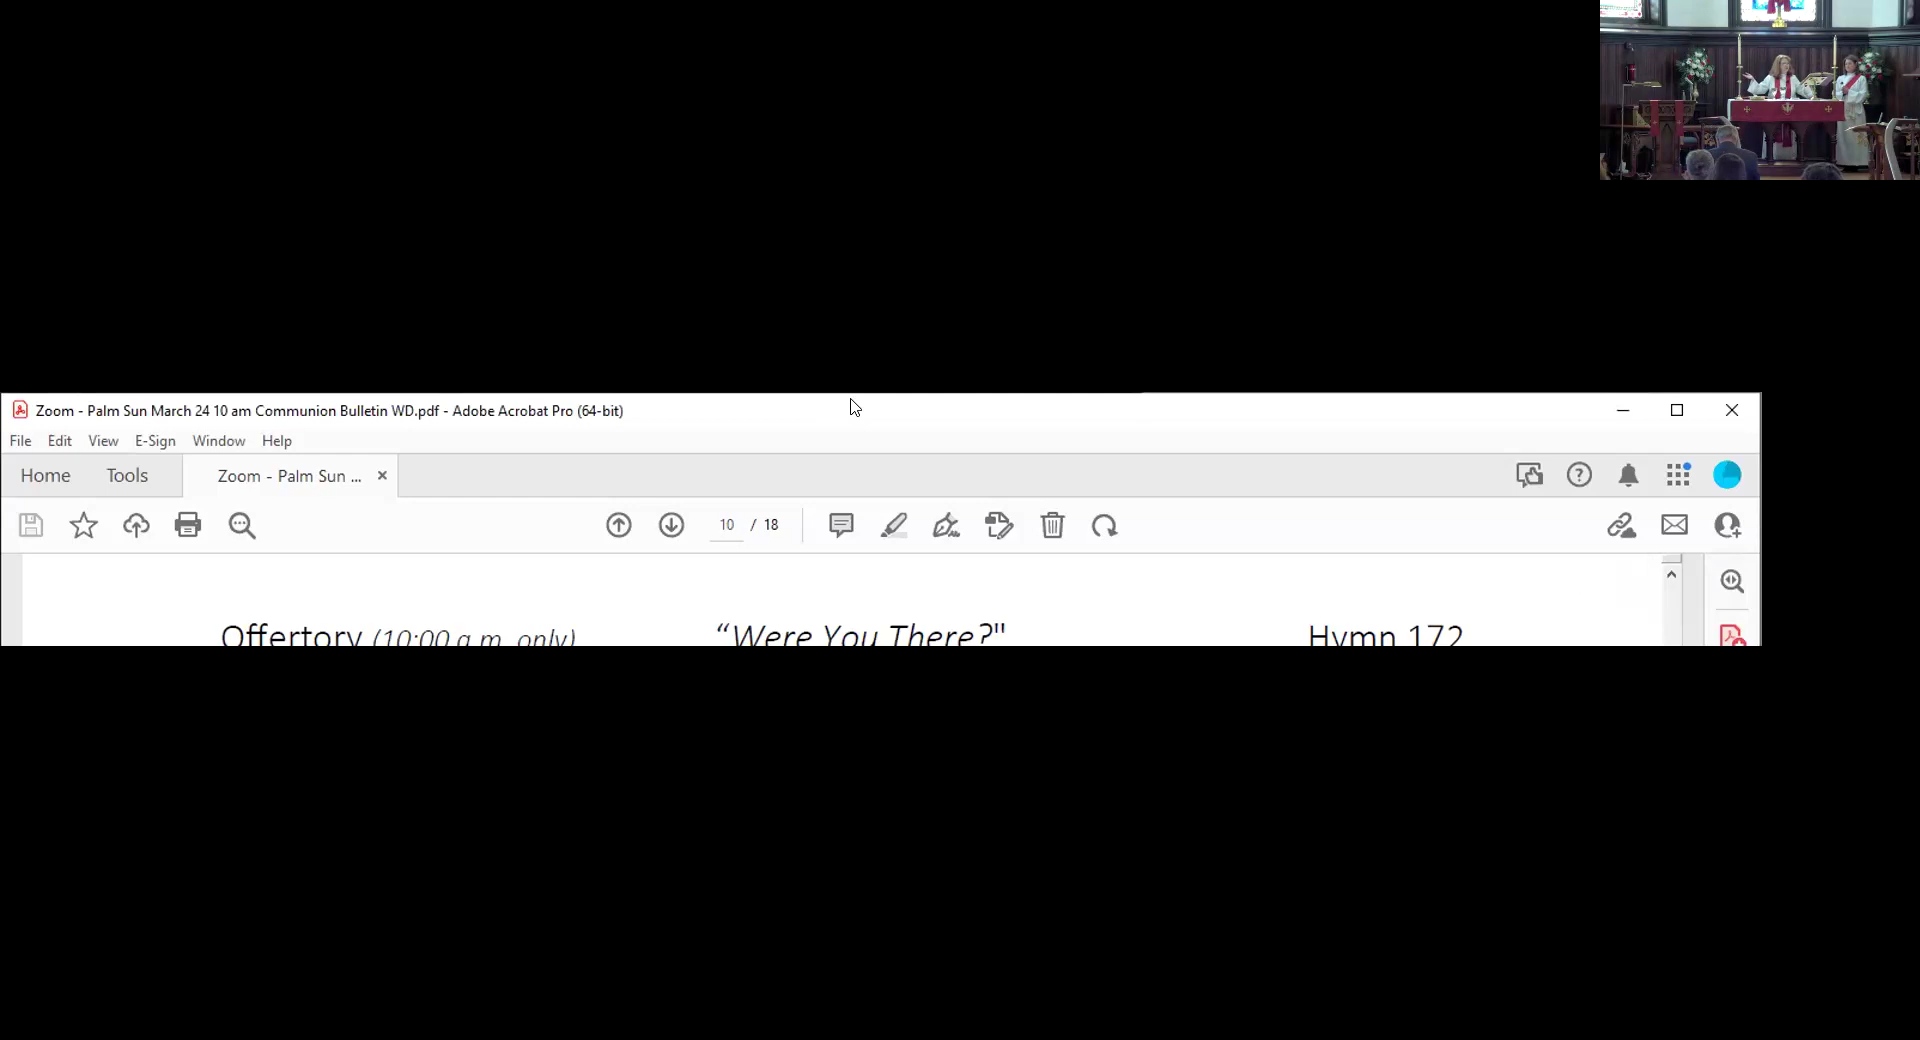 Zoom - Palm Sun March 24 10 am Communion Bulletin WD.pdf - Adobe Acrobat Pro (64-bit)
File Edit View E-Sign Window Help
Home Tools Zoom - Palm Sun ...
10 / 18
Offertory (10:00 a.m. only) “Were You There?" Hymn 172